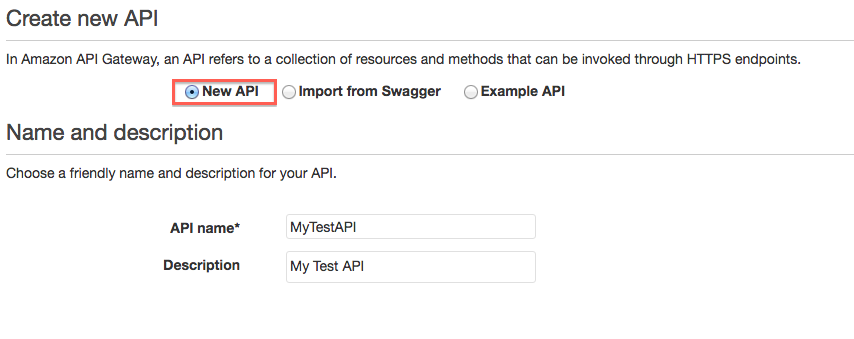 Create new API
In Amazon API Gateway, an API refers to a collection of resources and methods that can be invoked through HTTPS endpoints.
New API Import from Swagger Example API
Name and description
Choose a friendly name and description for your API.
API name* MyTestAPI
Description My Test API